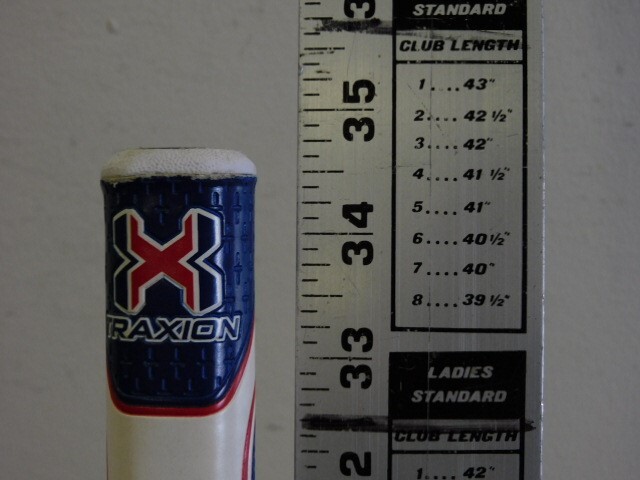 X
TRAXION
3
35
34
33
2
STANDARD
CLUB LENGTH
1....43"
2....42 ½"
3....42"
4....41 ½"
5....41"
6....40½"
7....40"
8....39 ½"
LADIES
STANDARD
CLUB LENGTH
1....42"